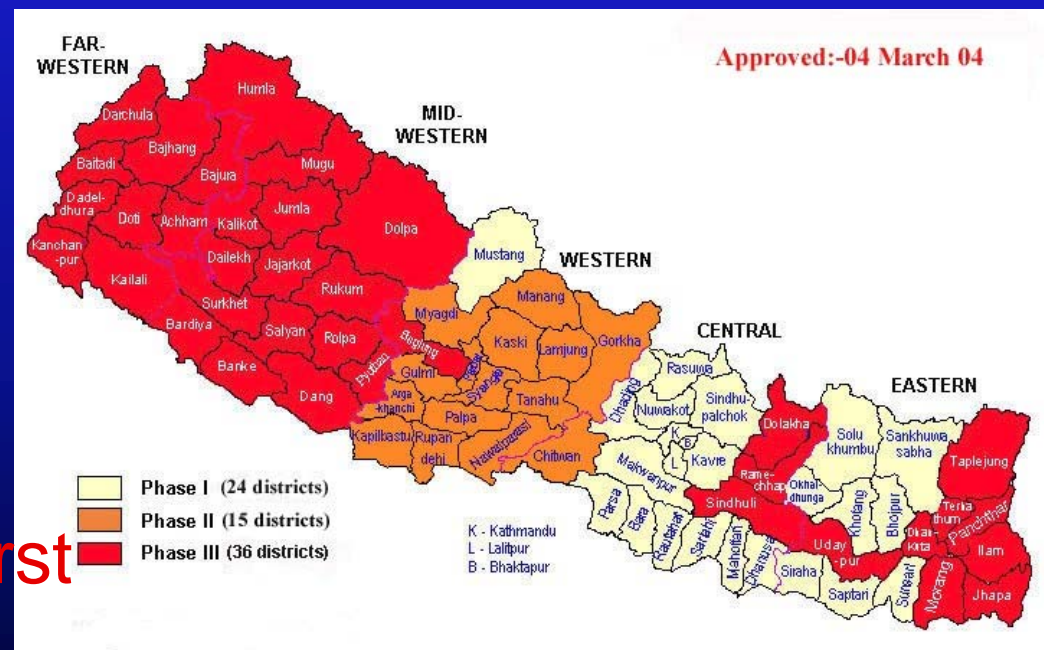 FAR-
WESTERN
Approved:-04 March 04
Humla
Darchula
MID-
WESTERN
Bajhang
Baitadi
Mugu
Bajura
Dadel-
dhura
Doti
Achham
Kalikot
Jumla
Dolpa
Kanchan
-pur
Mustang
WESTERN
Dailekh
Jajarkot
Kailali
Rukum
Manang
Surkhet
Myagdi
CENTRAL
Bardiya
Salyan
Rolpa
Baglung
Kaski
Lamjung
Gorkha
Rasuwa
EASTERN
Banke
Pyuthan
Gulmi
Syangja
Dhading
Nuwakot
Sindhu-
palchok
Dang
Arga
khanchi
Tanahu
Dolakha
Solu
khumbu
Sankhuwa
sabha
Palpa
K
B
L
Kavre
Taplejung
Kapilbastu
Rupan
dehi
Nawalparasi
Chitwan
Makwanpur
Rame-
chhap
Okhal
-dhunga
Khotang
Bhojpur
Terha
thum
Panchthar
Sindhuli
Parsa
Bara
Rautahat
Sarlahi
Mahottari
Dhanusa
Uday
-pur
Dhan
kuta
Ilam
Siraha
Saptari
Sunsari
Morang
Jhapa
Phase I (24 districts)
Phase II (15 districts)
Phase III (36 districts)
rst
K - Kathmandu
L - Lalitpur
B - Bhaktapur